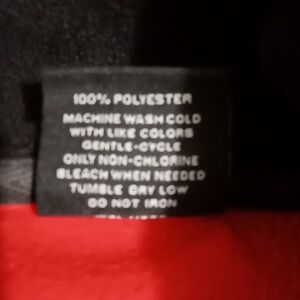 100% POLYESTER
MACHINE WASH COLD
WITH LIKE COLORS
GENTLE-CYCLE
ONLY NON-CHLORINE
BLEACH WHEN NEEDED
TUMBLE DRY LOW
DO NOT IRON